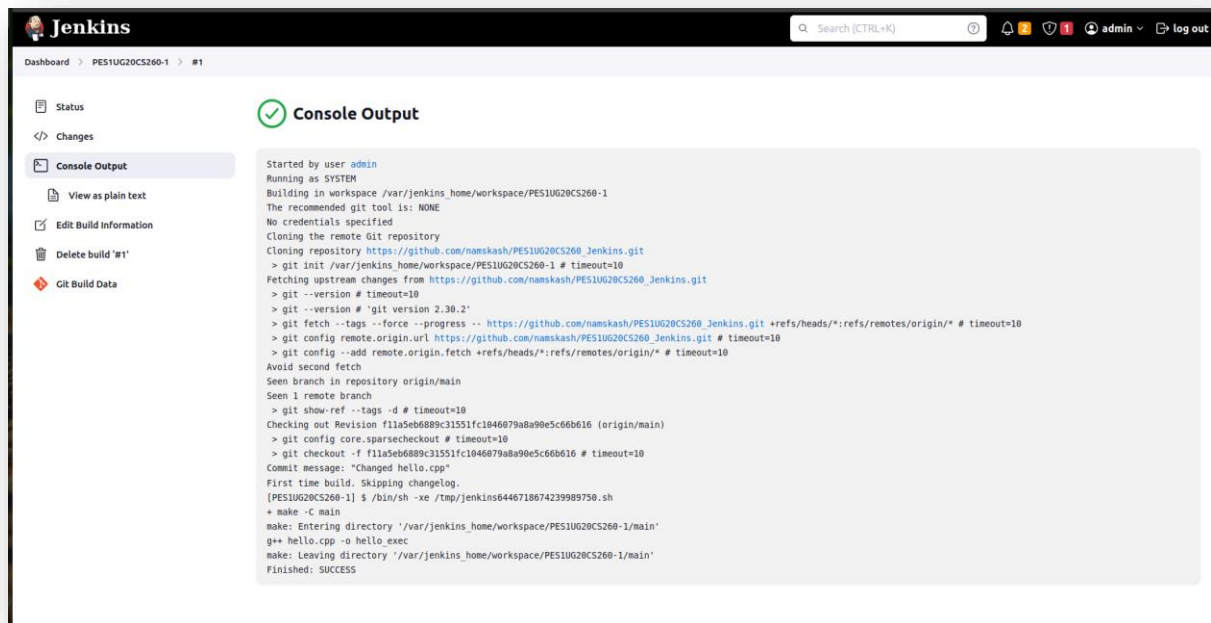 Jenkins
Search (CTRL+K)
2
1
admin
log out
Dashboard > PES1UG20CS260-1 > #1
Status
Changes
Console Output
View as plain text
Edit Build Information
Delete build '#1'
Git Build Data
Console Output
Started by user admin
Running as SYSTEM
Building in workspace /var/jenkins_home/workspace/PES1UG20CS260-1
The recommended git tool is: NONE
No credentials specified
Cloning the remote Git repository
Cloning repository https://github.com/namskash/PES1UG20CS260_Jenkins.git
 > git init /var/jenkins_home/workspace/PES1UG20CS260-1 # timeout=10
Fetching upstream changes from https://github.com/namskash/PES1UG20CS260_Jenkins.git
 > git --version # timeout=10
 > git --version # 'git version 2.30.2'
 > git fetch --tags --force --progress -- https://github.com/namskash/PES1UG20CS260_Jenkins.git +refs/heads/*:refs/remotes/origin/* # timeout=10
 > git config remote.origin.url https://github.com/namskash/PES1UG20CS260_Jenkins.git # timeout=10
 > git config --add remote.origin.fetch +refs/heads/*:refs/remotes/origin/* # timeout=10
Avoid second fetch
Seen branch in repository origin/main
Seen 1 remote branch
 > git show-ref --tags -d # timeout=10
Checking out Revision f11a5eb6889c31551fc1046079a8a90e5c66b616 (origin/main)
 > git config core.sparsecheckout # timeout=10
 > git checkout -f f11a5eb6889c31551fc1046079a8a90e5c66b616 # timeout=10
Commit message: "Changed hello.cpp"
First time build. Skipping changelog.
[PES1UG20CS260-1] $ /bin/sh -xe /tmp/jenkins6446718674239989750.sh
+ make -C main
make: Entering directory '/var/jenkins_home/workspace/PES1UG20CS260-1/main'
g++ hello.cpp -o hello_exec
make: Leaving directory '/var/jenkins_home/workspace/PES1UG20CS260-1/main'
Finished: SUCCESS